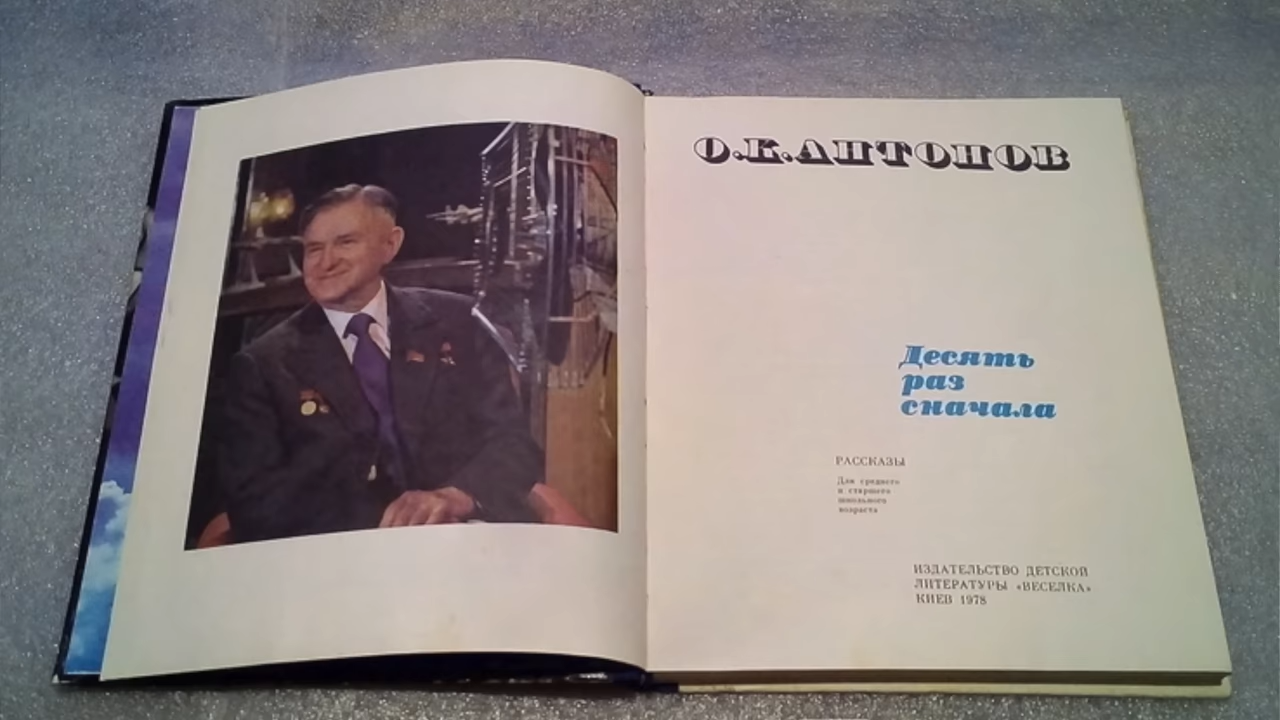 О.К.АНТОНОВ
Десять
раз
сначала
РАССКАЗЫ
Для среднего
и старшего
школьного
возраста
ИЗДАТЕЛЬСТВО ДЕТСКОЙ
ЛИТЕРАТУРЫ «ВЕСЕЛКА»
КИЕВ 1978